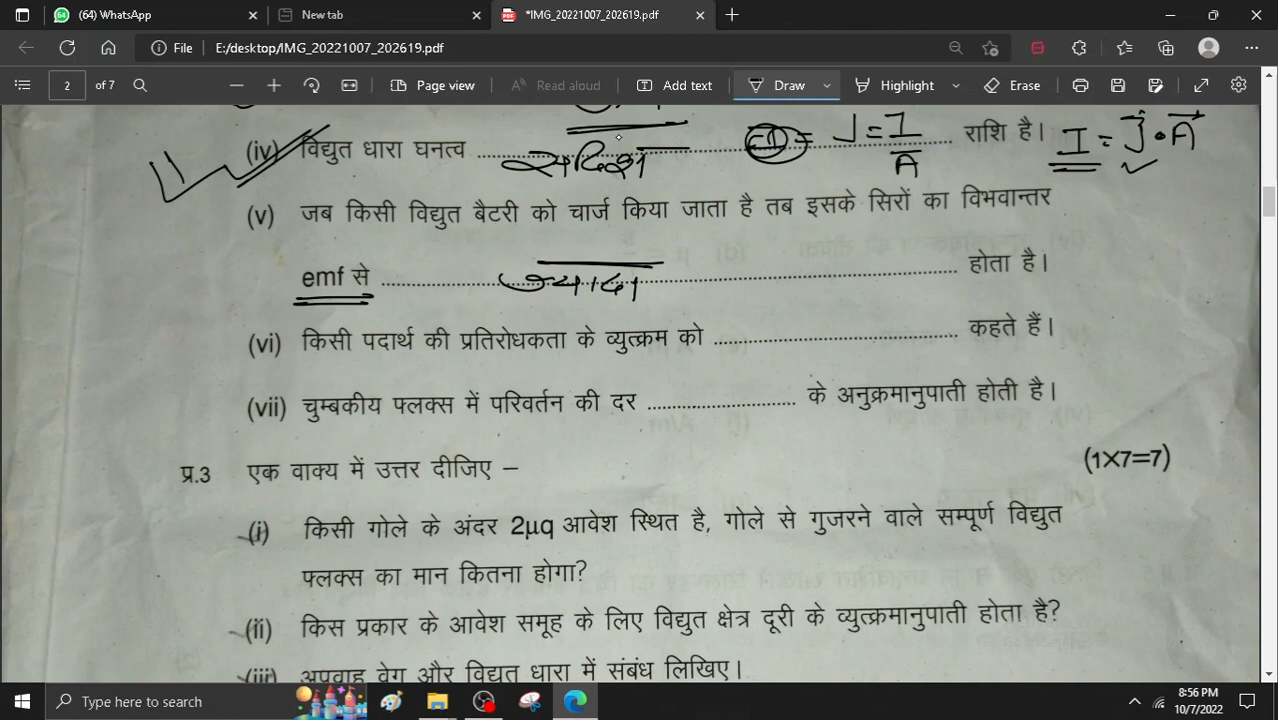 (64) WhatsApp
New tab
*IMG_20221007_202619.pdf
File E:/desktop/IMG_20221007_202619.pdf
2 of 7 Page view Read aloud Add text Draw Highlight Erase
(iv) विद्युत धारा घनत्व .......... सदिश .......... J = I / A राशि है। I = J • A
(v) जब किसी विद्युत बैटरी को चार्ज किया जाता है तब इसके सिरों का विभवान्तर
emf से .......... ज्यादा .......... होता है।
(vi) किसी पदार्थ की प्रतिरोधकता के व्युत्क्रम को .......... कहते हैं।
(vii) चुम्बकीय फ्लक्स में परिवर्तन की दर .......... के अनुक्रमानुपाती होती है।
प्र.3 एक वाक्य में उत्तर दीजिए – (1×7=7)
(i) किसी गोले के अंदर 2µq आवेश स्थित है, गोले से गुजरने वाले सम्पूर्ण विद्युत
फ्लक्स का मान कितना होगा?
(ii) किस प्रकार के आवेश समूह के लिए विद्युत क्षेत्र दूरी के व्युत्क्रमानुपाती होता है?
(iii) अपवाह वेग और विद्युत धारा में संबंध लिखिए।
Type here to search
8:56 PM
10/7/2022